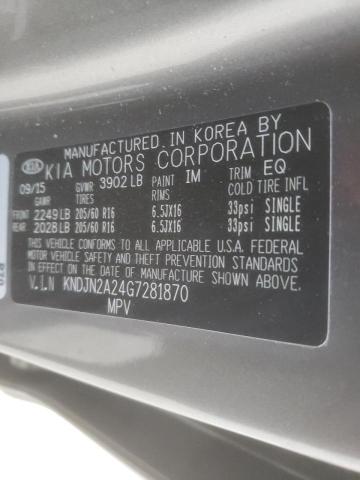 MANUFACTURED IN KOREA BY
KIA KIA MOTORS CORPORATION
09/15 GVWR 3902 LB PAINT IM TRIM EQ
GAWR TIRES RIMS COLD TIRE INFL
FRONT 2249 LB 205/60 R16 6.5JX16 33psi SINGLE
REAR 2028 LB 205/60 R16 6.5JX16 33psi SINGLE
THIS VEHICLE CONFORMS TO ALL APPLICABLE U.S.A. FEDERAL
MOTOR VEHICLE SAFETY AND THEFT PREVENTION
STANDARDS IN EFFECT ON THE DATE OF MANUFACTURE SHOWN ABOVE.
V.I.N KNDJN2A24G7281870
MPV